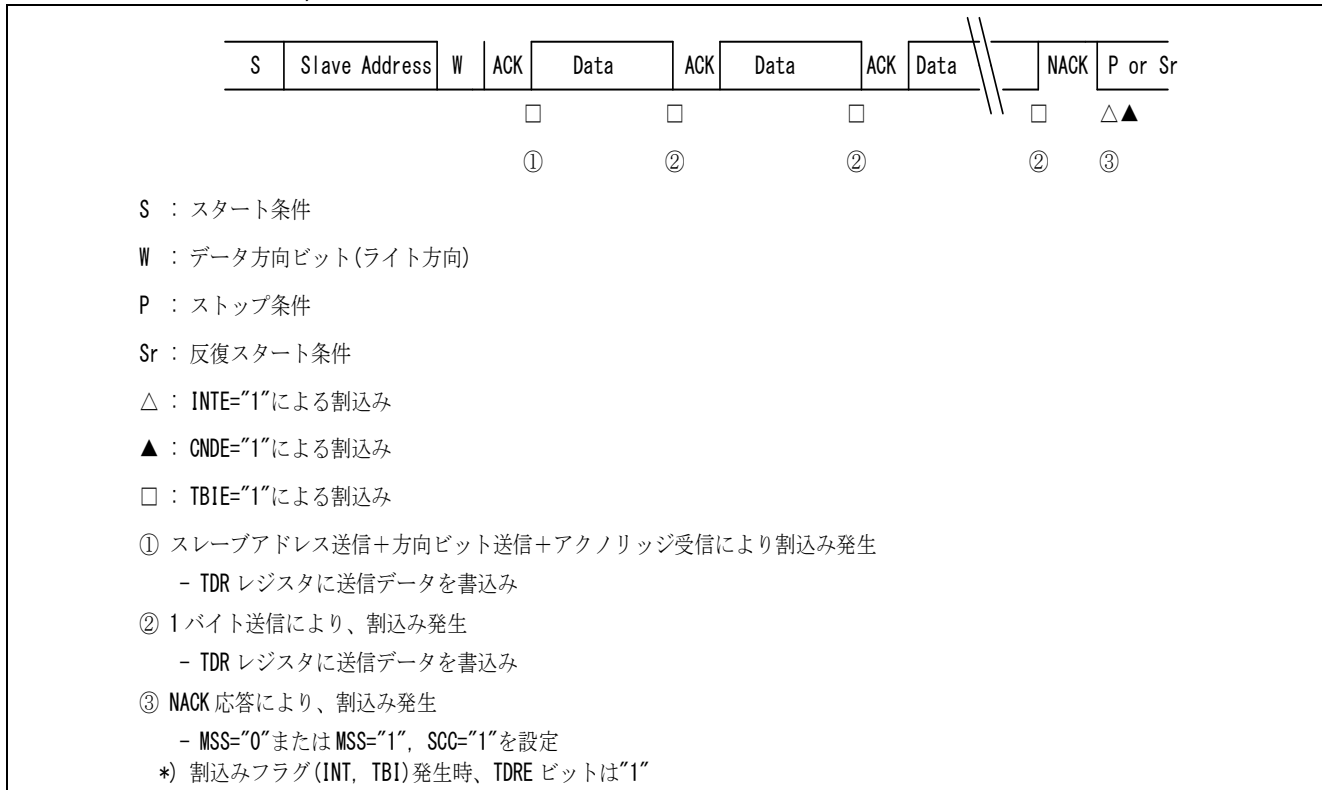 S Slave Address W ACK Data ACK Data ACK Data NACK P or Sr
□ □ □ □ △▲
① ② ② ② ③
S : スタート条件
W : データ方向ビット(ライト方向)
P : ストップ条件
Sr : 反復スタート条件
△ : INTE="1"による割込み
▲ : CNDE="1"による割込み
□ : TBIE="1"による割込み
① スレーブアドレス送信+方向ビット送信+アクノリッジ受信により割込み発生
- TDR レジスタに送信データを書込み
② 1 バイト送信により、割込み発生
- TDR レジスタに送信データを書込み
③ NACK 応答により、割込み発生
- MSS="0"または MSS="1", SCC="1"を設定
*) 割込みフラグ(INT, TBI)発生時、TDRE ビットは"1"